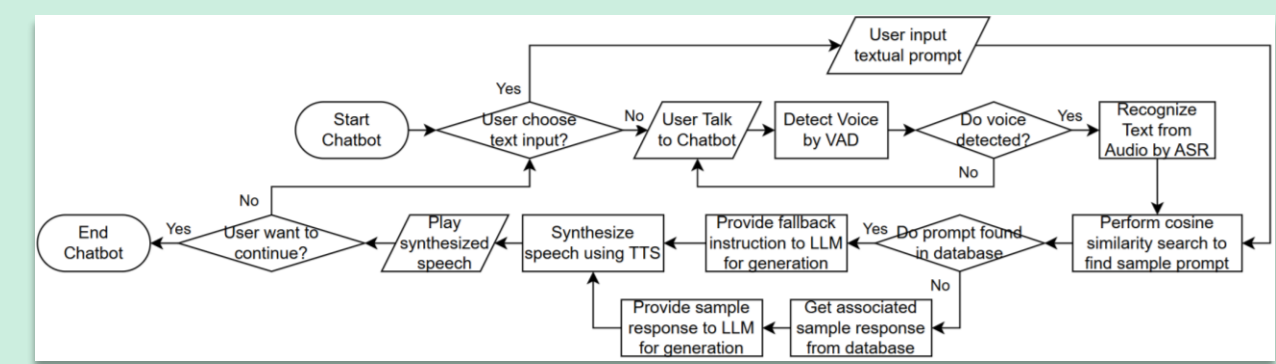 User input
textual prompt
Yes
Start
Chatbot
User choose
text input?
No
User Talk
to Chatbot
Detect Voice
by VAD
Do voice
detected?
Yes
No
Recognize
Text from
Audio by ASR
No
End
Chatbot
Yes
User want to
continue?
Play
synthesized
speech
Synthesize
speech using TTS
Provide fallback
instruction to LLM
for generation
Yes
Do prompt found
in database
No
Perform cosine
similarity search to
find sample prompt
Provide sample
response to LLM
for generation
Get associated
sample response
from database